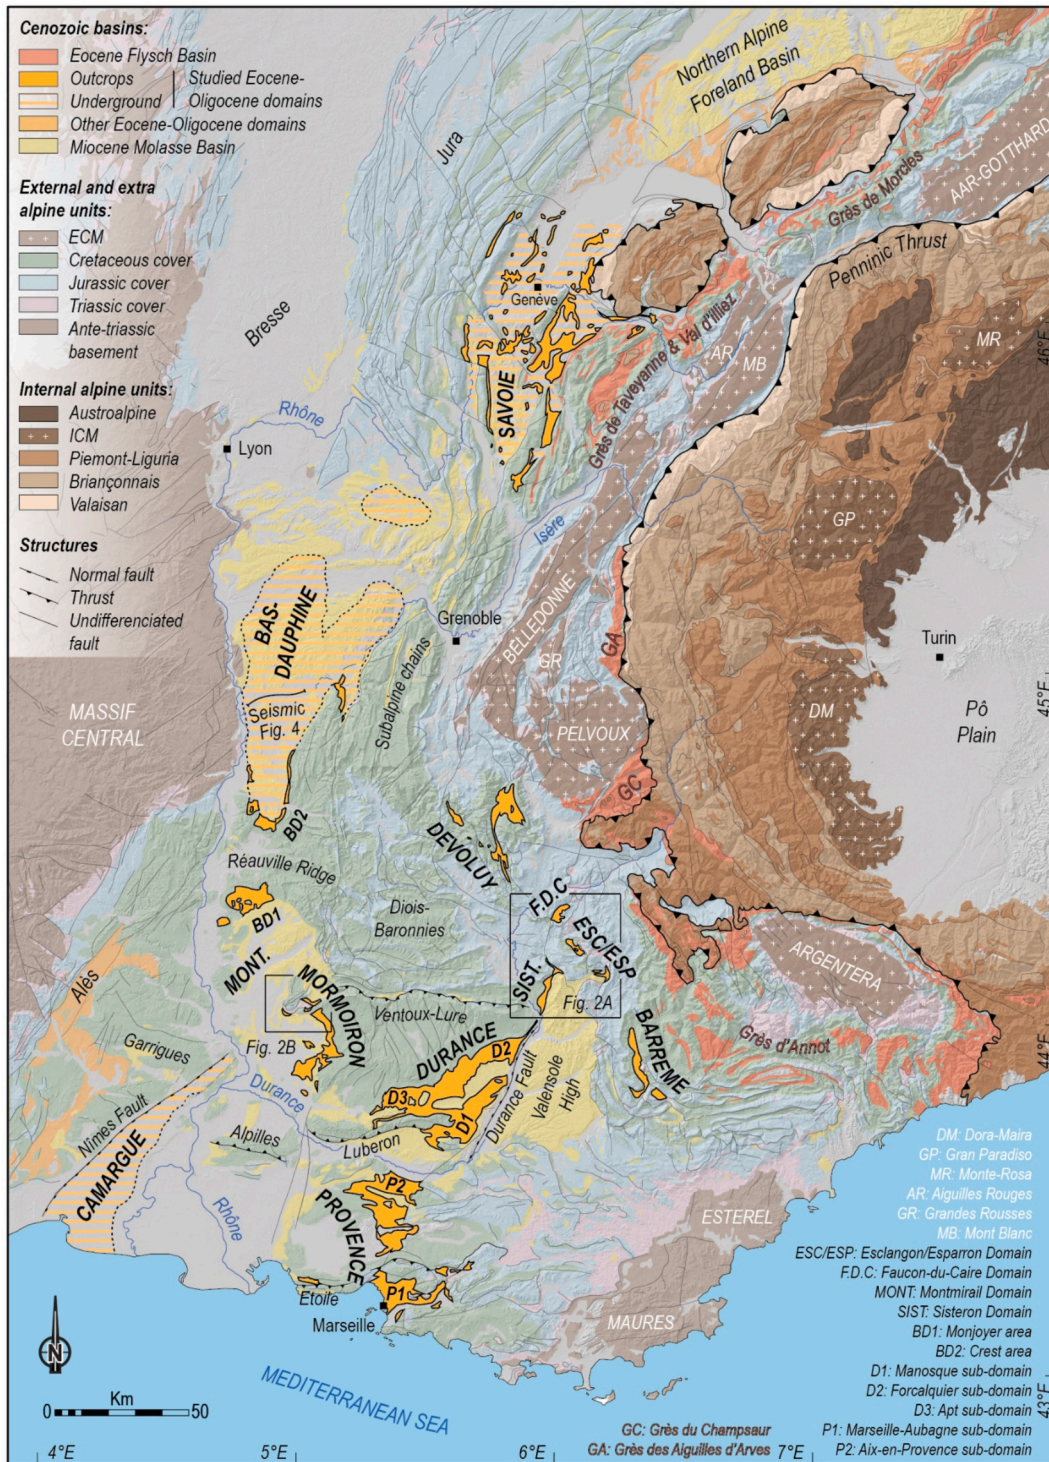 Cenozoic basins:
Eocene Flysch Basin
Outcrops
Underground
Studied Eocene-
Oligocene domains
Other Eocene-Oligocene domains
Miocene Molasse Basin
External and extra
alpine units:
ECM
Cretaceous cover
Jurassic cover
Triassic cover
Ante-triassic
basement
Internal alpine units:
Austroalpine
ICM
Piemont-Liguria
Briançonnais
Valaisan
Structures
Normal fault
Thrust
Undifferenciated
fault
Northern Alpine
Foreland Basin
Jura
Grès de Morcles
AAR-GOTTHARD
Penninic Thrust
Genève
Bresse
Grès de Taveyanne & Val d'Illiez
AR
MB
MR
46°F
SAVOIE
Rhône
Lyon
GP
Isère
BAS-
DAUPHINE
Grenoble
BELLEDONNE
GR
GA
Turin
45°F
Seismic
Fig. 4
Subalpine chains
MASSIF
CENTRAL
PELVOUX
DM
Pô
Plain
GC
BD2
DEVOLUY
Réauville Ridge
BD1
Diois-
Baronnies
F.D.C
ESC/ESP
MONT.
MORMOIRON
SIST.
Fig. 2A
ARGENTERA
Alès
Ventoux-Lure
Fig. 2B
DURANCE
D2
BARREME
Grès d'Annot
44°F
Garrigues
Durance
D3
D1
Durance Fault
Valensole
High
Nîmes Fault
Alpilles
Luberon
CAMARGUE
Rhône
P2
PROVENCE
ESTEREL
Etoile
P1
Marseille
MAURES
MEDITERRANEAN SEA
N
Km
0
50
DM: Dora-Maira
GP: Gran Paradiso
MR: Monte-Rosa
AR: Aiguilles Rouges
GR: Grandes Rousses
MB: Mont Blanc
ESC/ESP: Esclangon/Esparron Domain
F.D.C: Faucon-du-Caire Domain
MONT: Montmirail Domain
SIST: Sisteron Domain
BD1: Monjoyer area
BD2: Crest area
D1: Manosque sub-domain
D2: Forcalquier sub-domain
D3: Apt sub-domain
43°F
GC: Grès du Champsaur
P1: Marseille-Aubagne sub-domain
GA: Grès des Aiguilles d'Arves
P2: Aix-en-Provence sub-domain
4°E
5°E
6°E
7°E